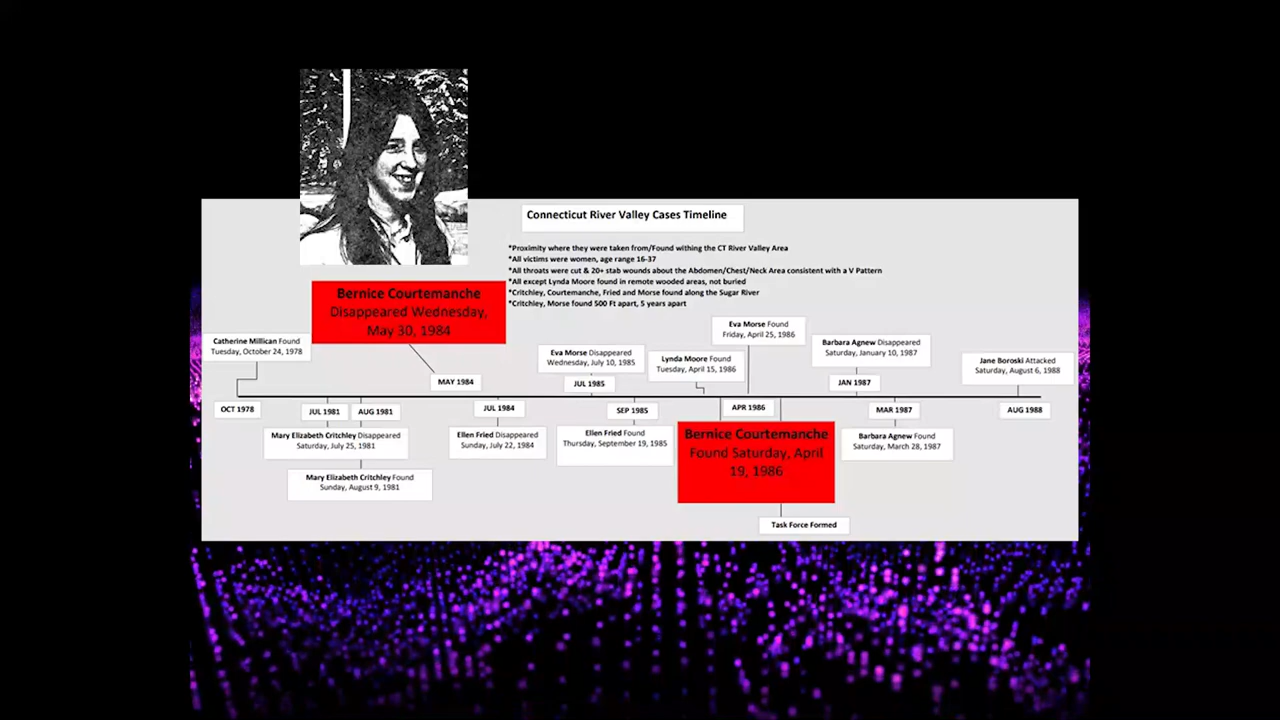 Connecticut River Valley Cases Timeline
*Proximity where they were taken from/Found withing the CT River Valley Area
*All victims were women, age range 16-37
*All throats were cut & 20+ stab wounds about the Abdomen/Chest/Neck Area consistent with a V Pattern
*All except Lynda Moore found in remote wooded areas, not buried
*Critchley, Courtemanche, Fried and Morse found along the Sugar River
*Critchley, Morse found 500 Ft apart, 5 years apart
Bernice Courtemanche
Disappeared Wednesday,
May 30, 1984
Catherine Millican Found
Tuesday, October 24, 1978
Eva Morse Disappeared
Wednesday, July 10, 1985
Lynda Moore Found
Tuesday, April 15, 1986
Eva Morse Found
Friday, April 25, 1986
Barbara Agnew Disappeared
Saturday, January 10, 1987
Jane Boroski Attacked
Saturday, August 6, 1988
MAY 1984
JUL 1985
JAN 1987
OCT 1978
JUL 1981
AUG 1981
JUL 1984
SEP 1985
APR 1986
MAR 1987
AUG 1988
Mary Elizabeth Critchley Disappeared
Saturday, July 25, 1981
Mary Elizabeth Critchley Found
Sunday, August 9, 1981
Ellen Fried Disappeared
Sunday, July 22, 1984
Ellen Fried Found
Thursday, September 19, 1985
Bernice Courtemanche
Found Saturday, April
19, 1986
Barbara Agnew Found
Saturday, March 28, 1987
Task Force Formed